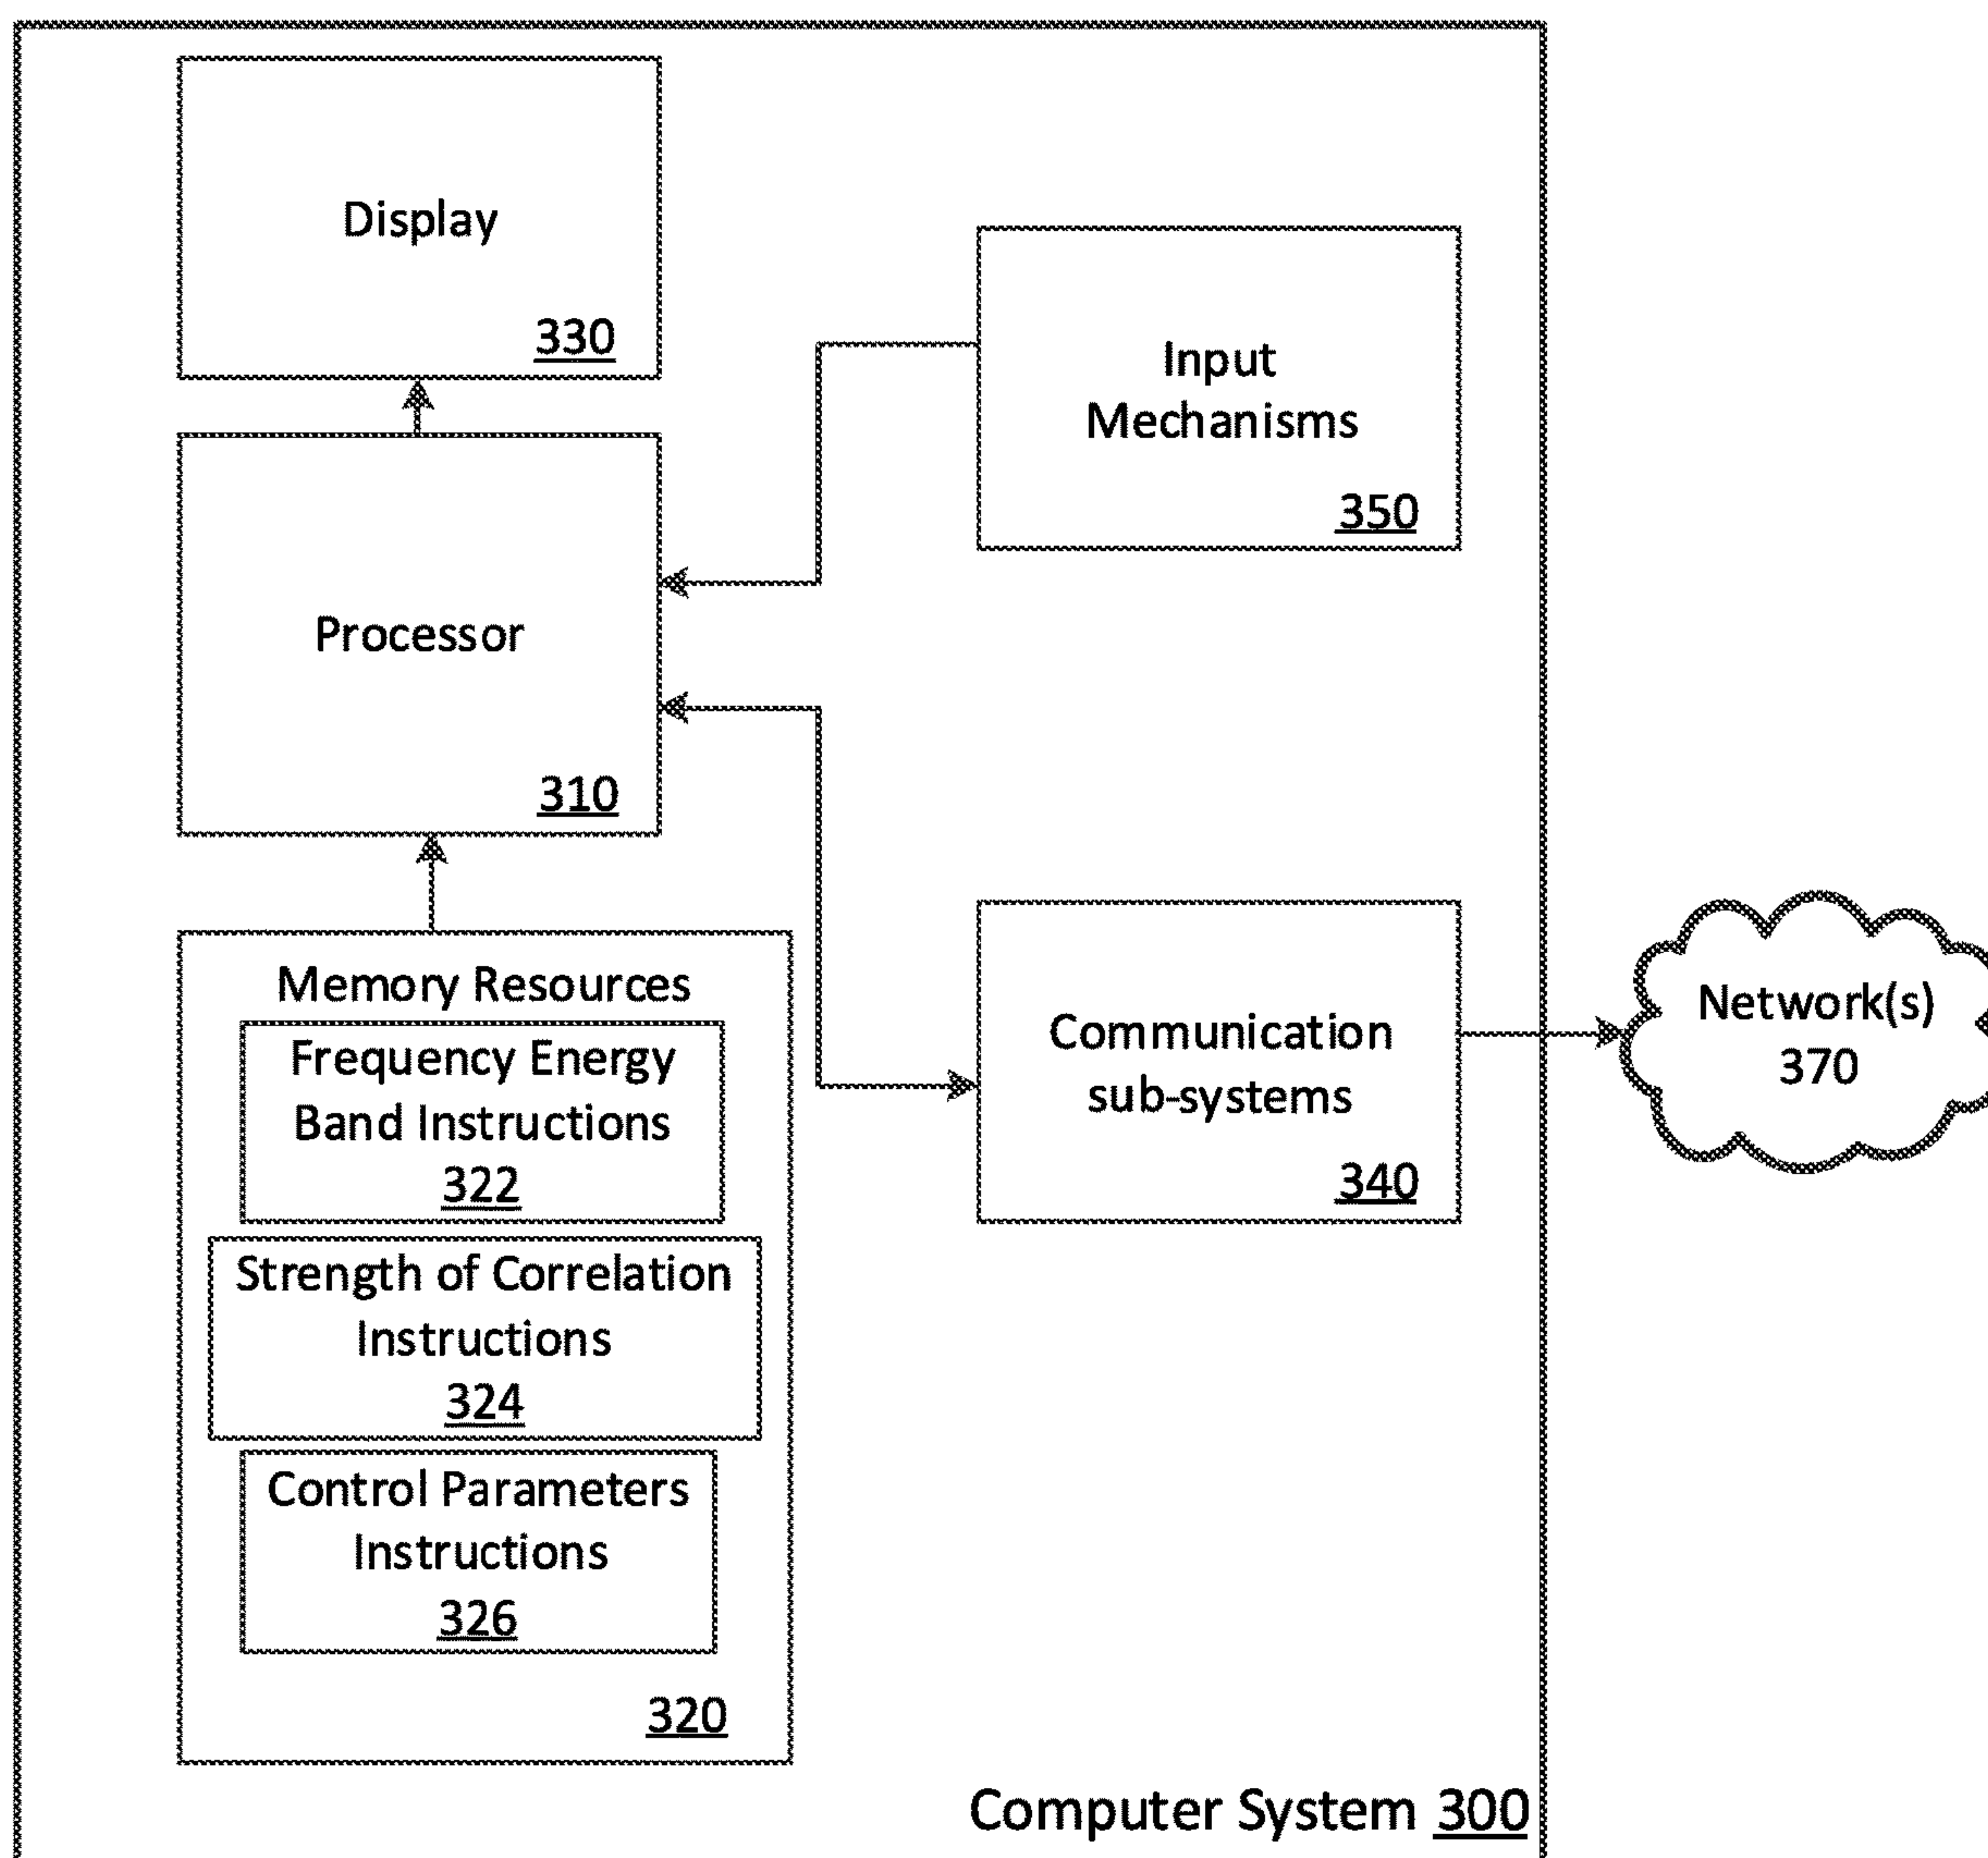 Display
330
Input
Mechanisms
350
Processor
310
Memory Resources
Frequency Energy
Band Instructions
322
Strength of Correlation
Instructions
324
Control Parameters
Instructions
326
320
Communication
sub-systems
340
Network(s)
370
Computer System 300